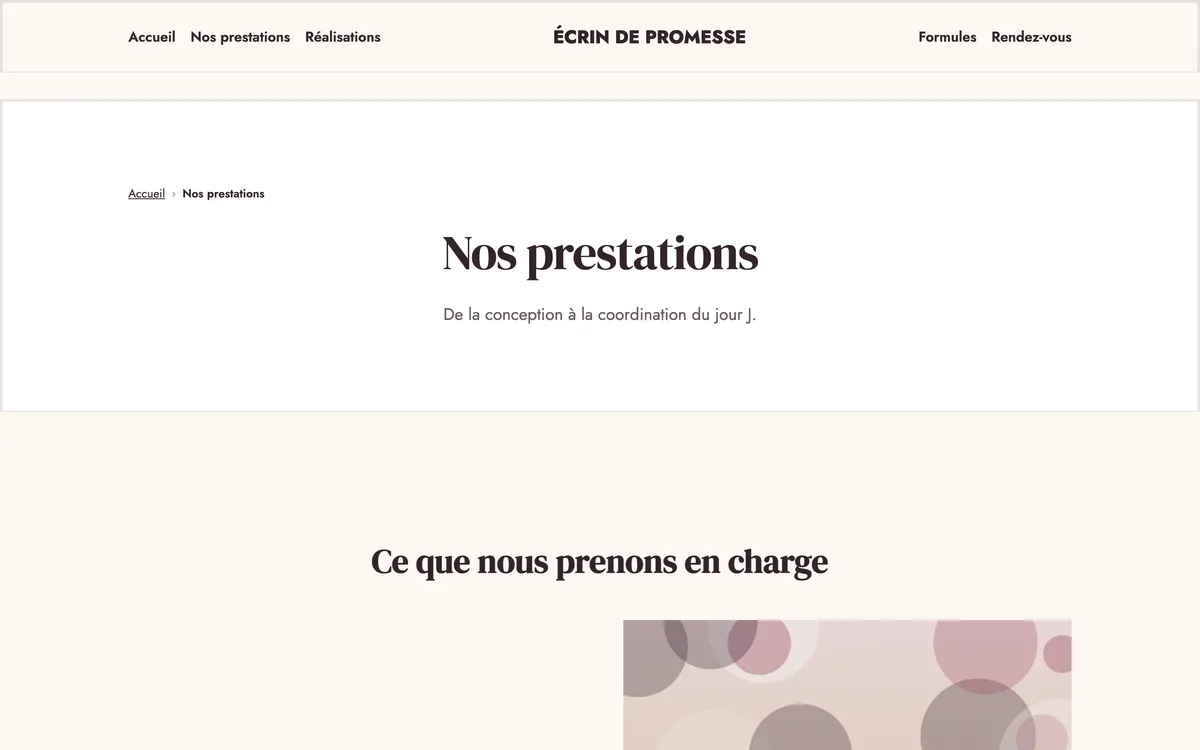 Accueil Nos prestations Réalisations ÉCRIN DE PROMESSE Formules Rendez-vous
Accueil › Nos prestations
Nos prestations
De la conception à la coordination du jour J.
Ce que nous prenons en charge